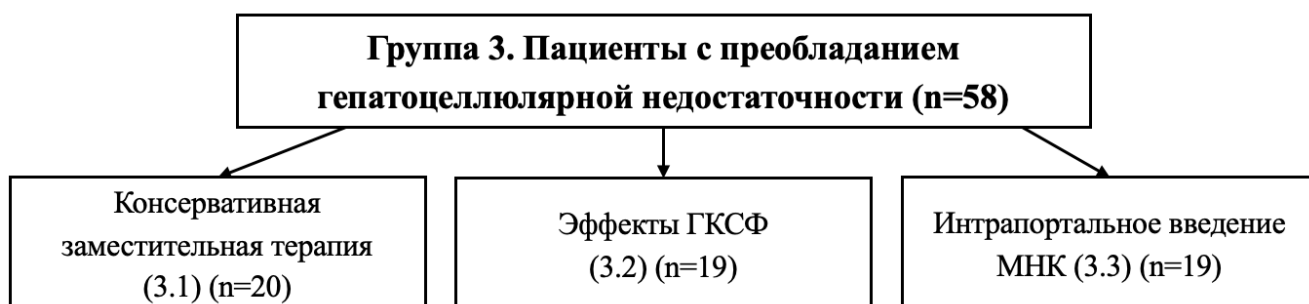 Группа 3. Пациенты с преобладанием
гепатоцеллюлярной недостаточности (n=58)
Консервативная
заместительная терапия
(3.1) (n=20)
Эффекты ГКСФ
(3.2) (n=19)
Интрапортальное введение
МНК (3.3) (n=19)